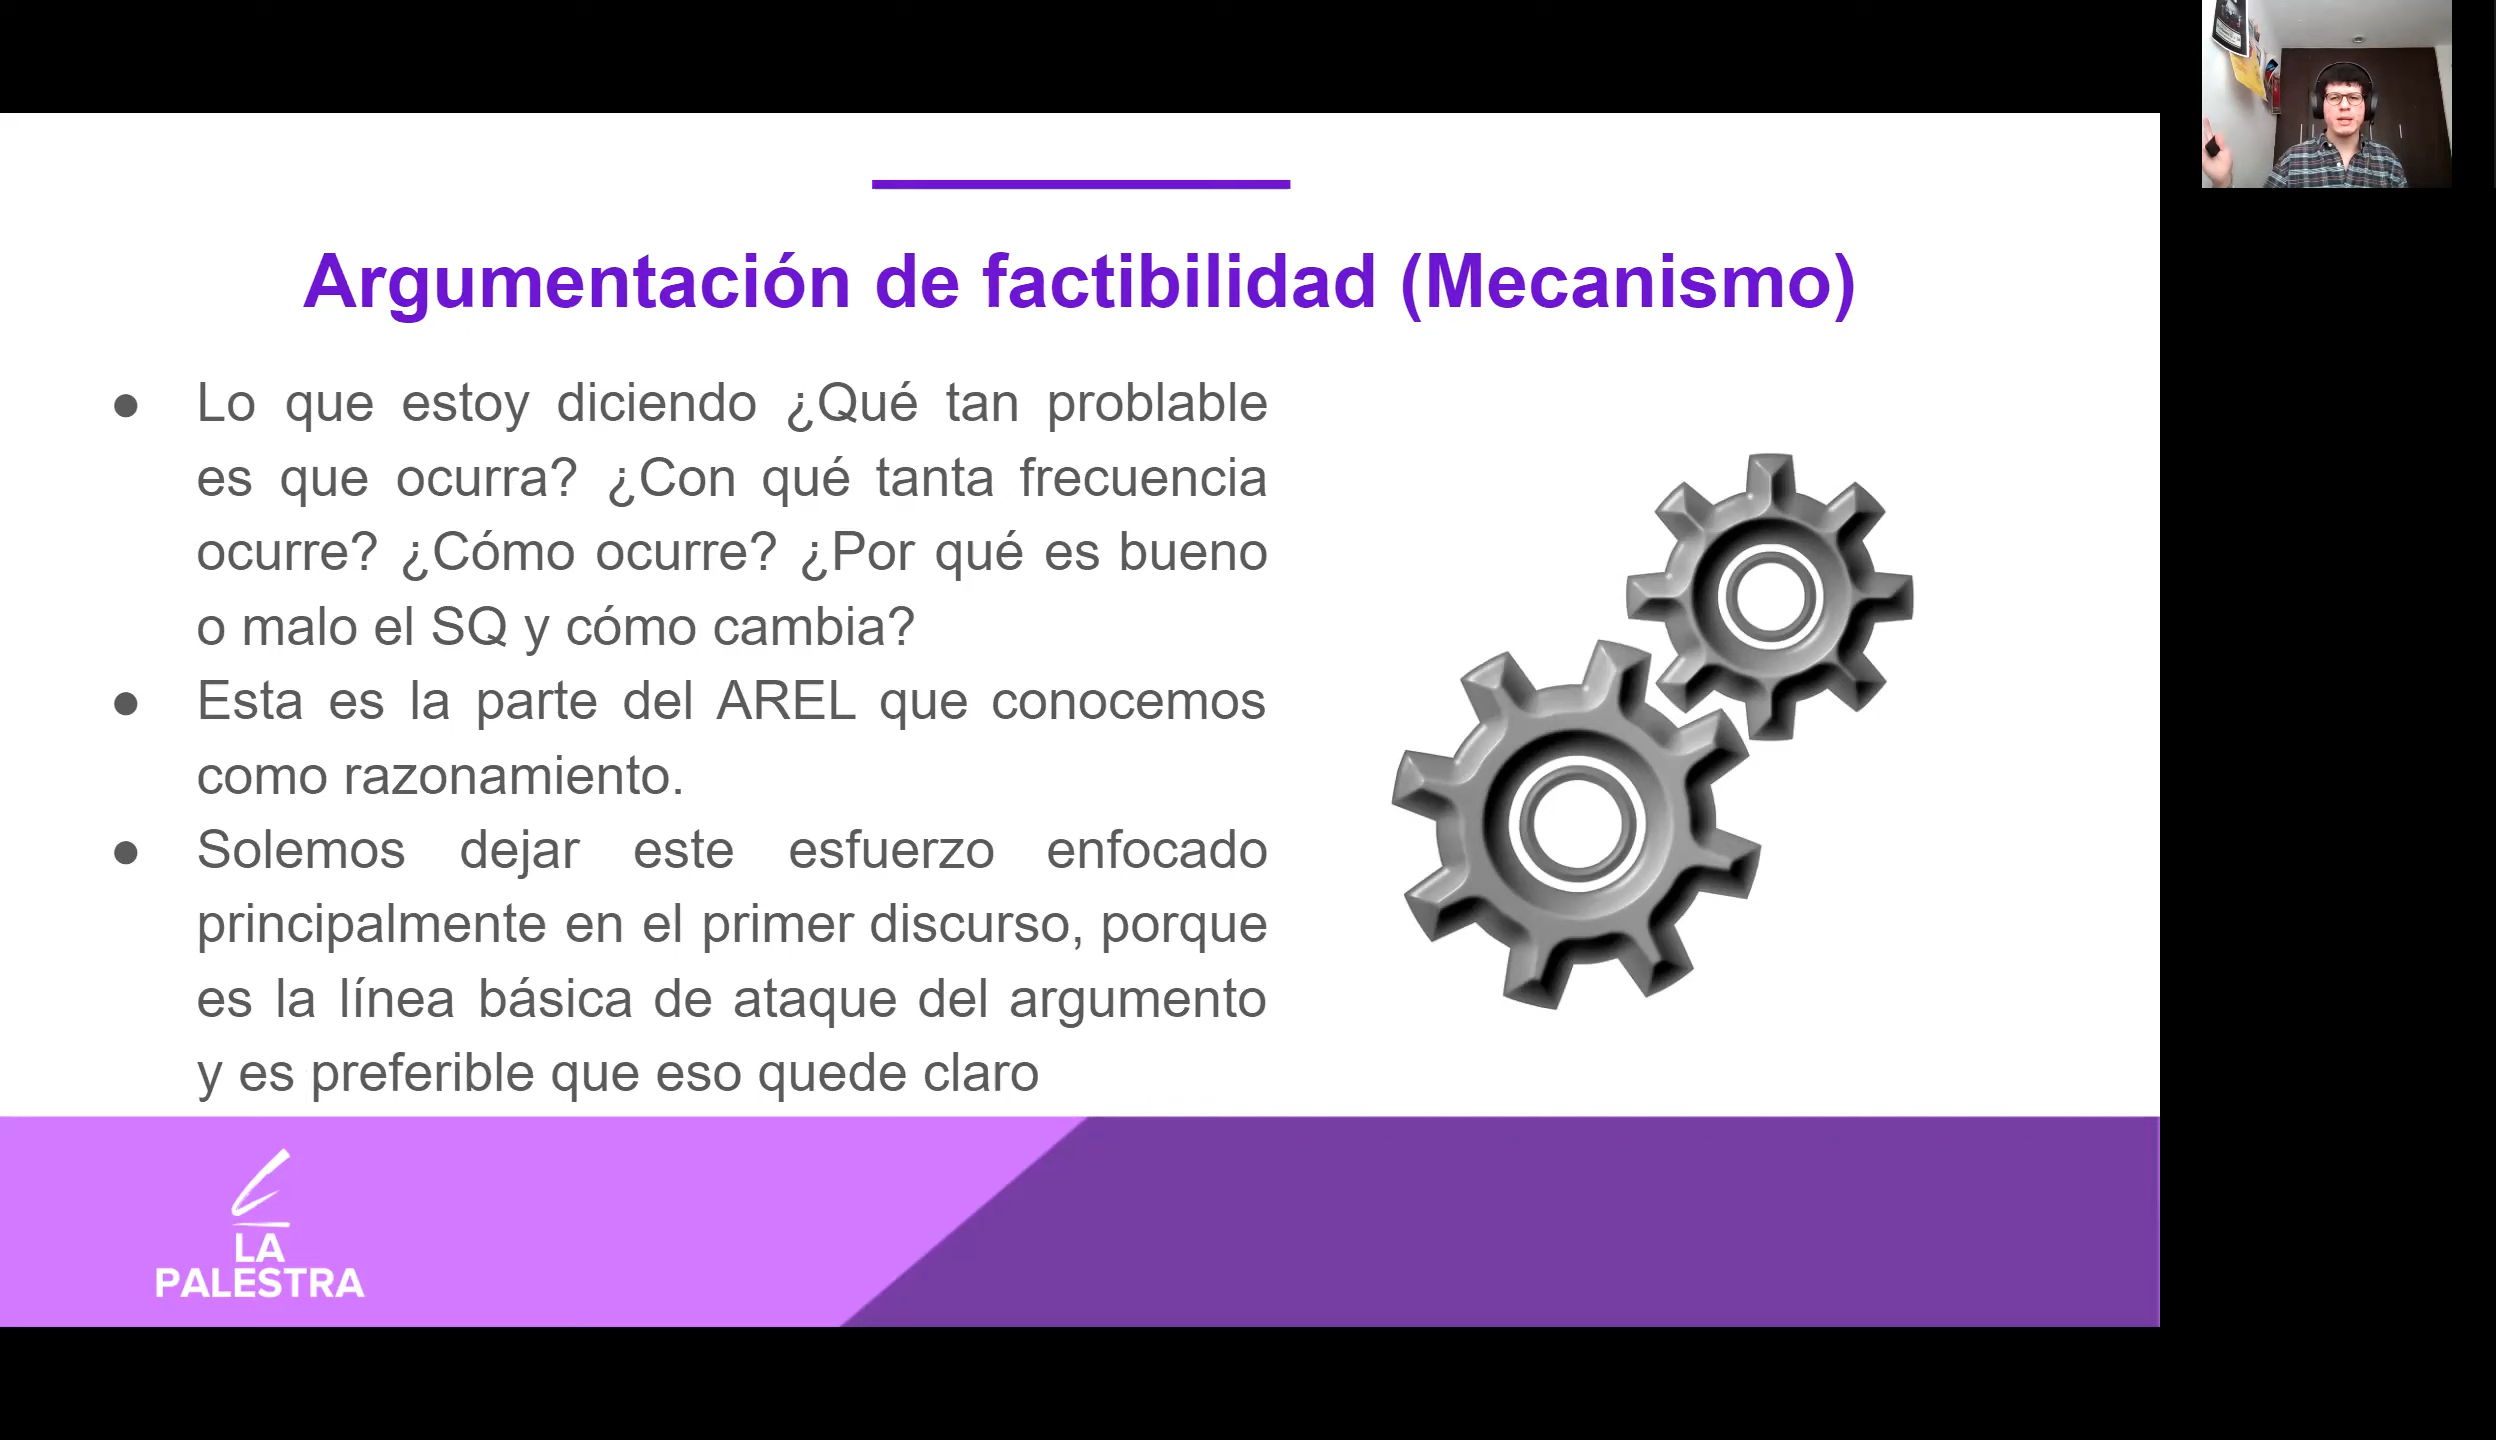 Argumentación de factibilidad (Mecanismo)
● Lo que estoy diciendo ¿Qué tan problable
es que ocurra? ¿Con qué tanta frecuencia
ocurre? ¿Cómo ocurre? ¿Por qué es bueno
o malo el SQ y cómo cambia?
● Esta es la parte del AREL que conocemos
como razonamiento.
● Solemos dejar este esfuerzo enfocado
principalmente en el primer discurso, porque
es la línea básica de ataque del argumento
y es preferible que eso quede claro
LA
PALESTRA